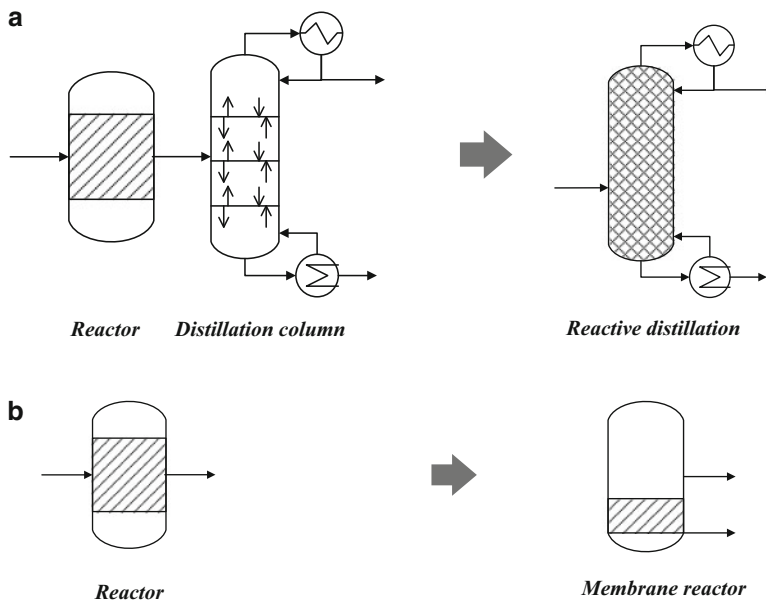 a
Reactor Distillation column
Reactive distillation
b
Reactor
Membrane reactor